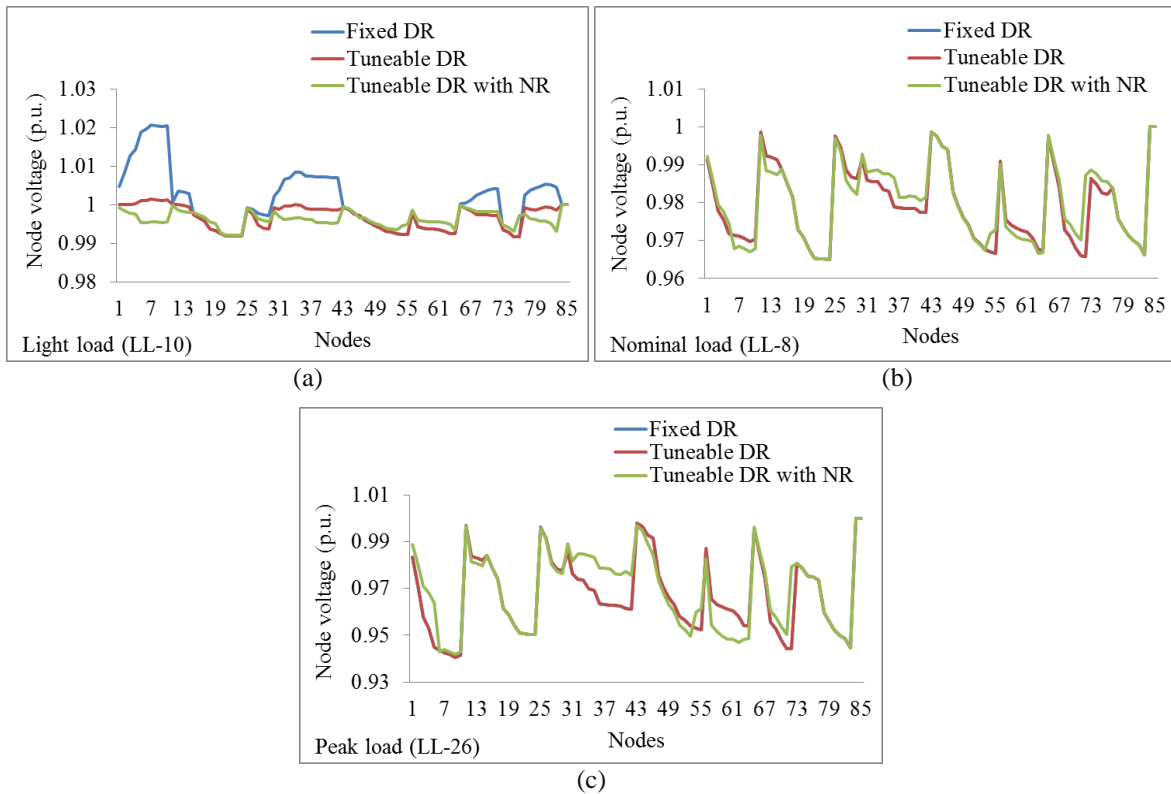 Fixed DR
Tuneable DR
Tuneable DR with NR
Node voltage (p.u.)
1.03
1.02
1.01
1
0.99
0.98
1 7 13 19 25 31 37 43 49 55 61 67 73 79 85
Nodes
Light load (LL-10)
(a)
Fixed DR
Tuneable DR
Tuneable DR with NR
Node voltage (p.u.)
1.01
1
0.99
0.98
0.97
0.96
1 7 13 19 25 31 37 43 49 55 61 67 73 79 85
Nodes
Nominal load (LL-8)
(b)
Fixed DR
Tuneable DR
Tuneable DR with NR
Node voltage (p.u.)
1.01
0.99
0.97
0.95
0.93
1 7 13 19 25 31 37 43 49 55 61 67 73 79 85
Nodes
Peak load (LL-26)
(c)